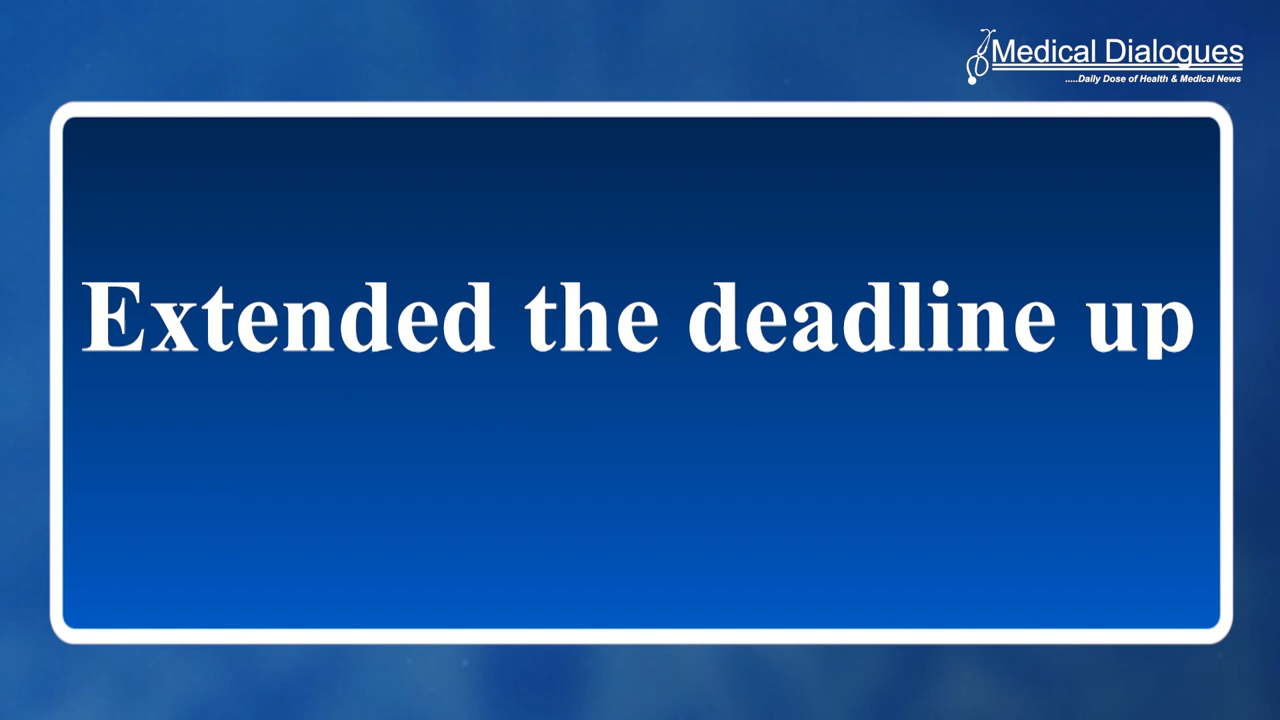 Medical Dialogues
.....Daily Dose of Health & Medical News
Extended the deadline up